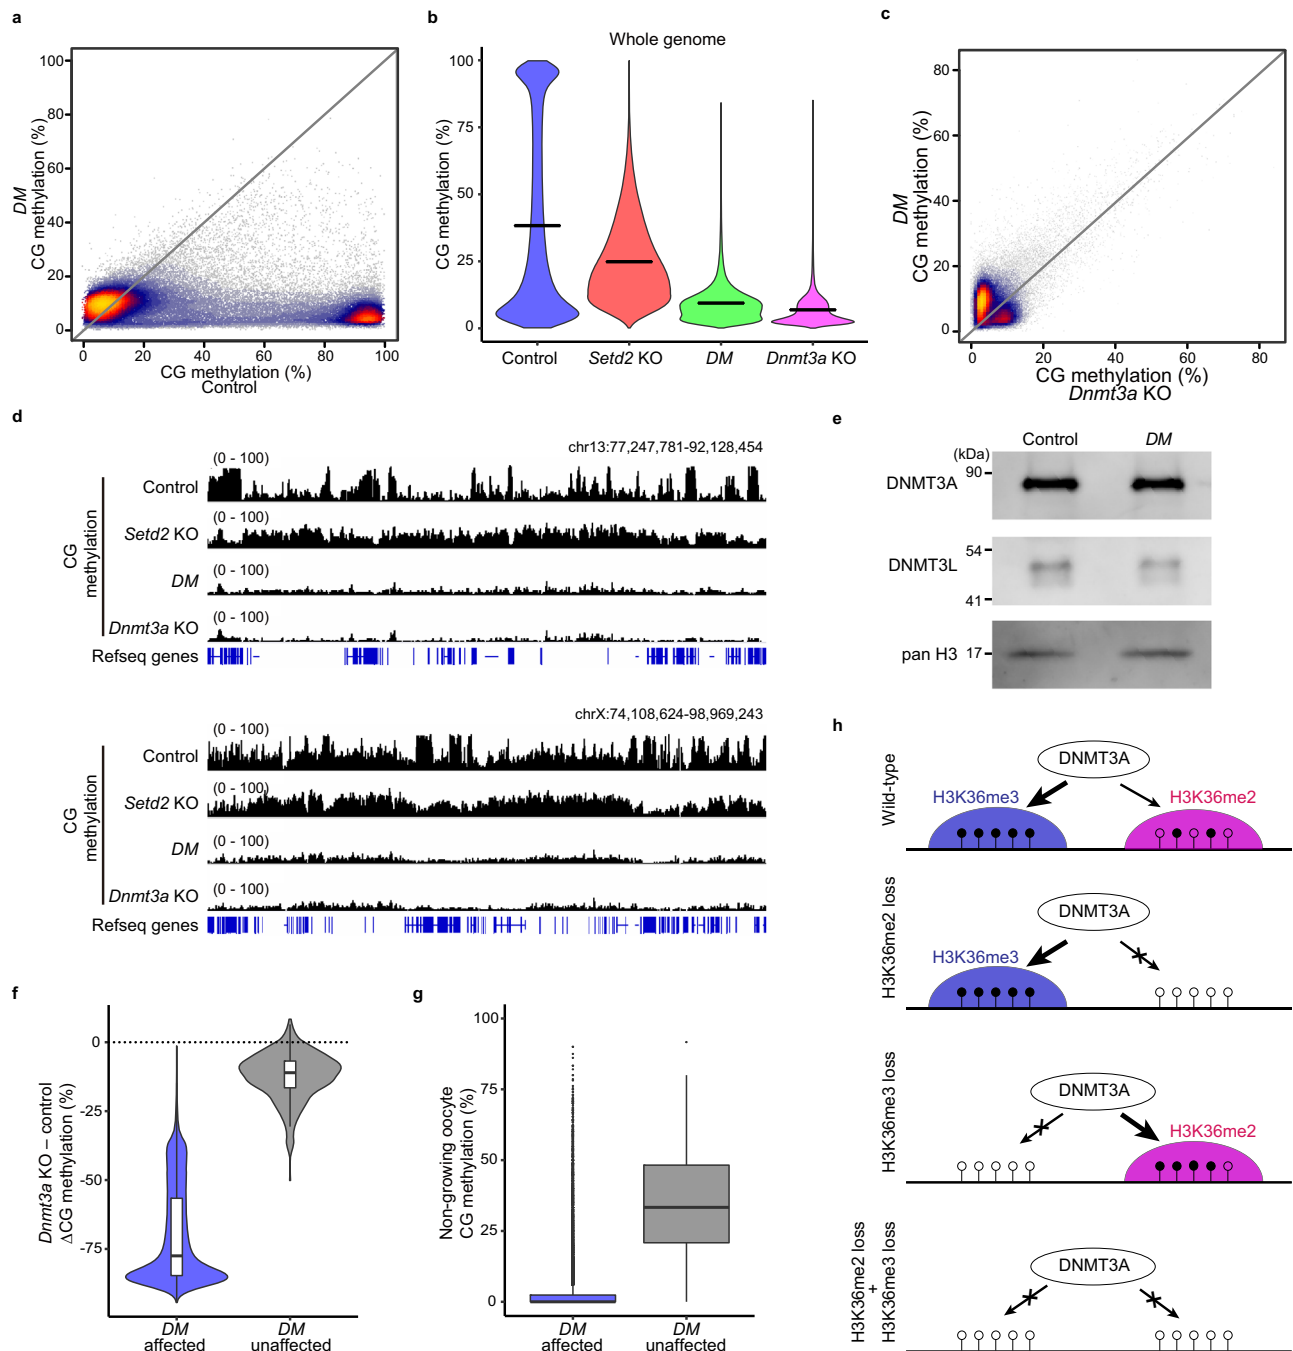 a
100
80
60
40
20
0
DM
CG methylation (%)
0
20
40
60
80
100
CG methylation (%)
Control
b
Whole genome
100
75
50
25
0
CG methylation (%)
Control
Setd2 KO
DM
Dnmt3a KO
c
80
60
40
20
0
DM
CG methylation (%)
0
20
40
60
80
CG methylation (%)
Dnmt3a KO
d
chr13:77,247,781-92,128,454
CG
methylation
(0 - 100)
Control
(0 - 100)
Setd2 KO
(0 - 100)
DM
(0 - 100)
Dnmt3a KO
Refseq genes
chrX:74,108,624-98,969,243
CG
methylation
(0 - 100)
Control
(0 - 100)
Setd2 KO
(0 - 100)
DM
(0 - 100)
Dnmt3a KO
Refseq genes
e
Control
DM
(kDa)
90
DNMT3A
54
DNMT3L
41
pan H3
17
f
0
-25
-50
-75
Dnmt3a KO – control
ΔCG methylation (%)
DM
affected
DM
unaffected
g
100
75
50
25
0
Non-growing oocyte
CG methylation (%)
DM
affected
DM
unaffected
h
Wild-type
DNMT3A
H3K36me3
H3K36me2
H3K36me2 loss
DNMT3A
H3K36me3
H3K36me3 loss
DNMT3A
H3K36me2
H3K36me2 loss
+
H3K36me3 loss
DNMT3A